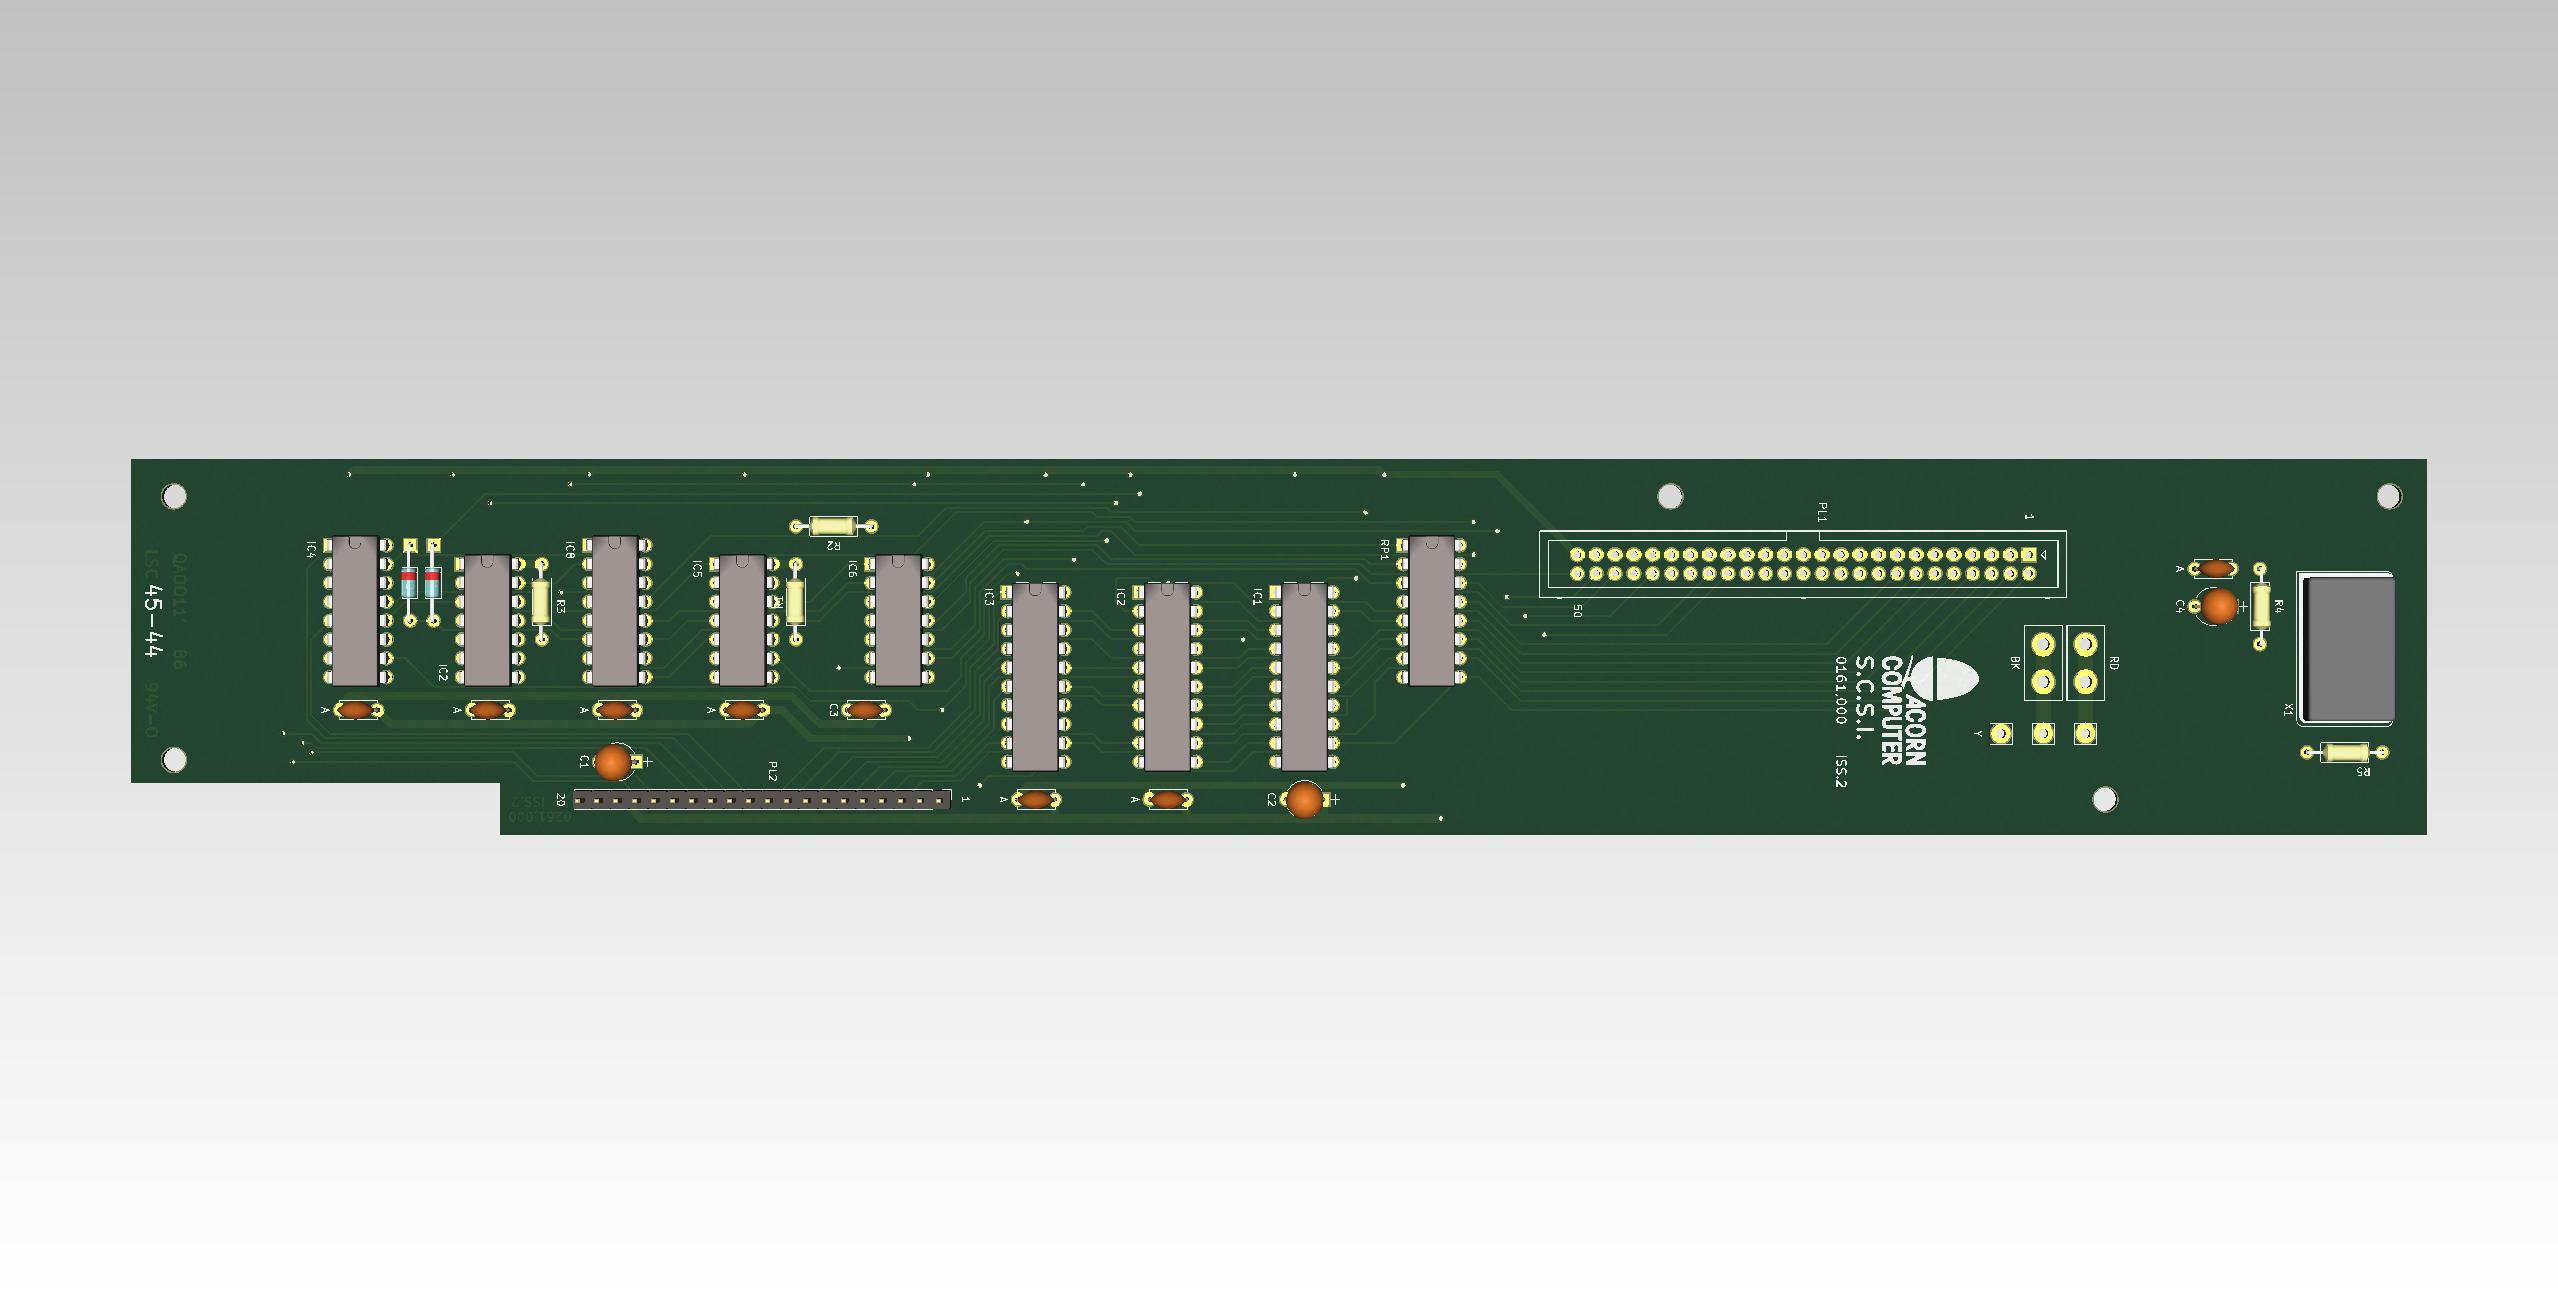 IC4
IC2
R3
IC8
IC5
R2
IC6
IC3
IC2
IC1
RP1
PL1
1
50
A
A
A
A
C3
C1
+
PL2
20
1
A
A
C2
+
45-44
QA0011' 86 94V-0
ISS.2
0261,000
ACORN
COMPUTER
S.C.S.I.
0161,000 ISS.2
BK
RD
Y
A
C4
+
R4
X1
R5